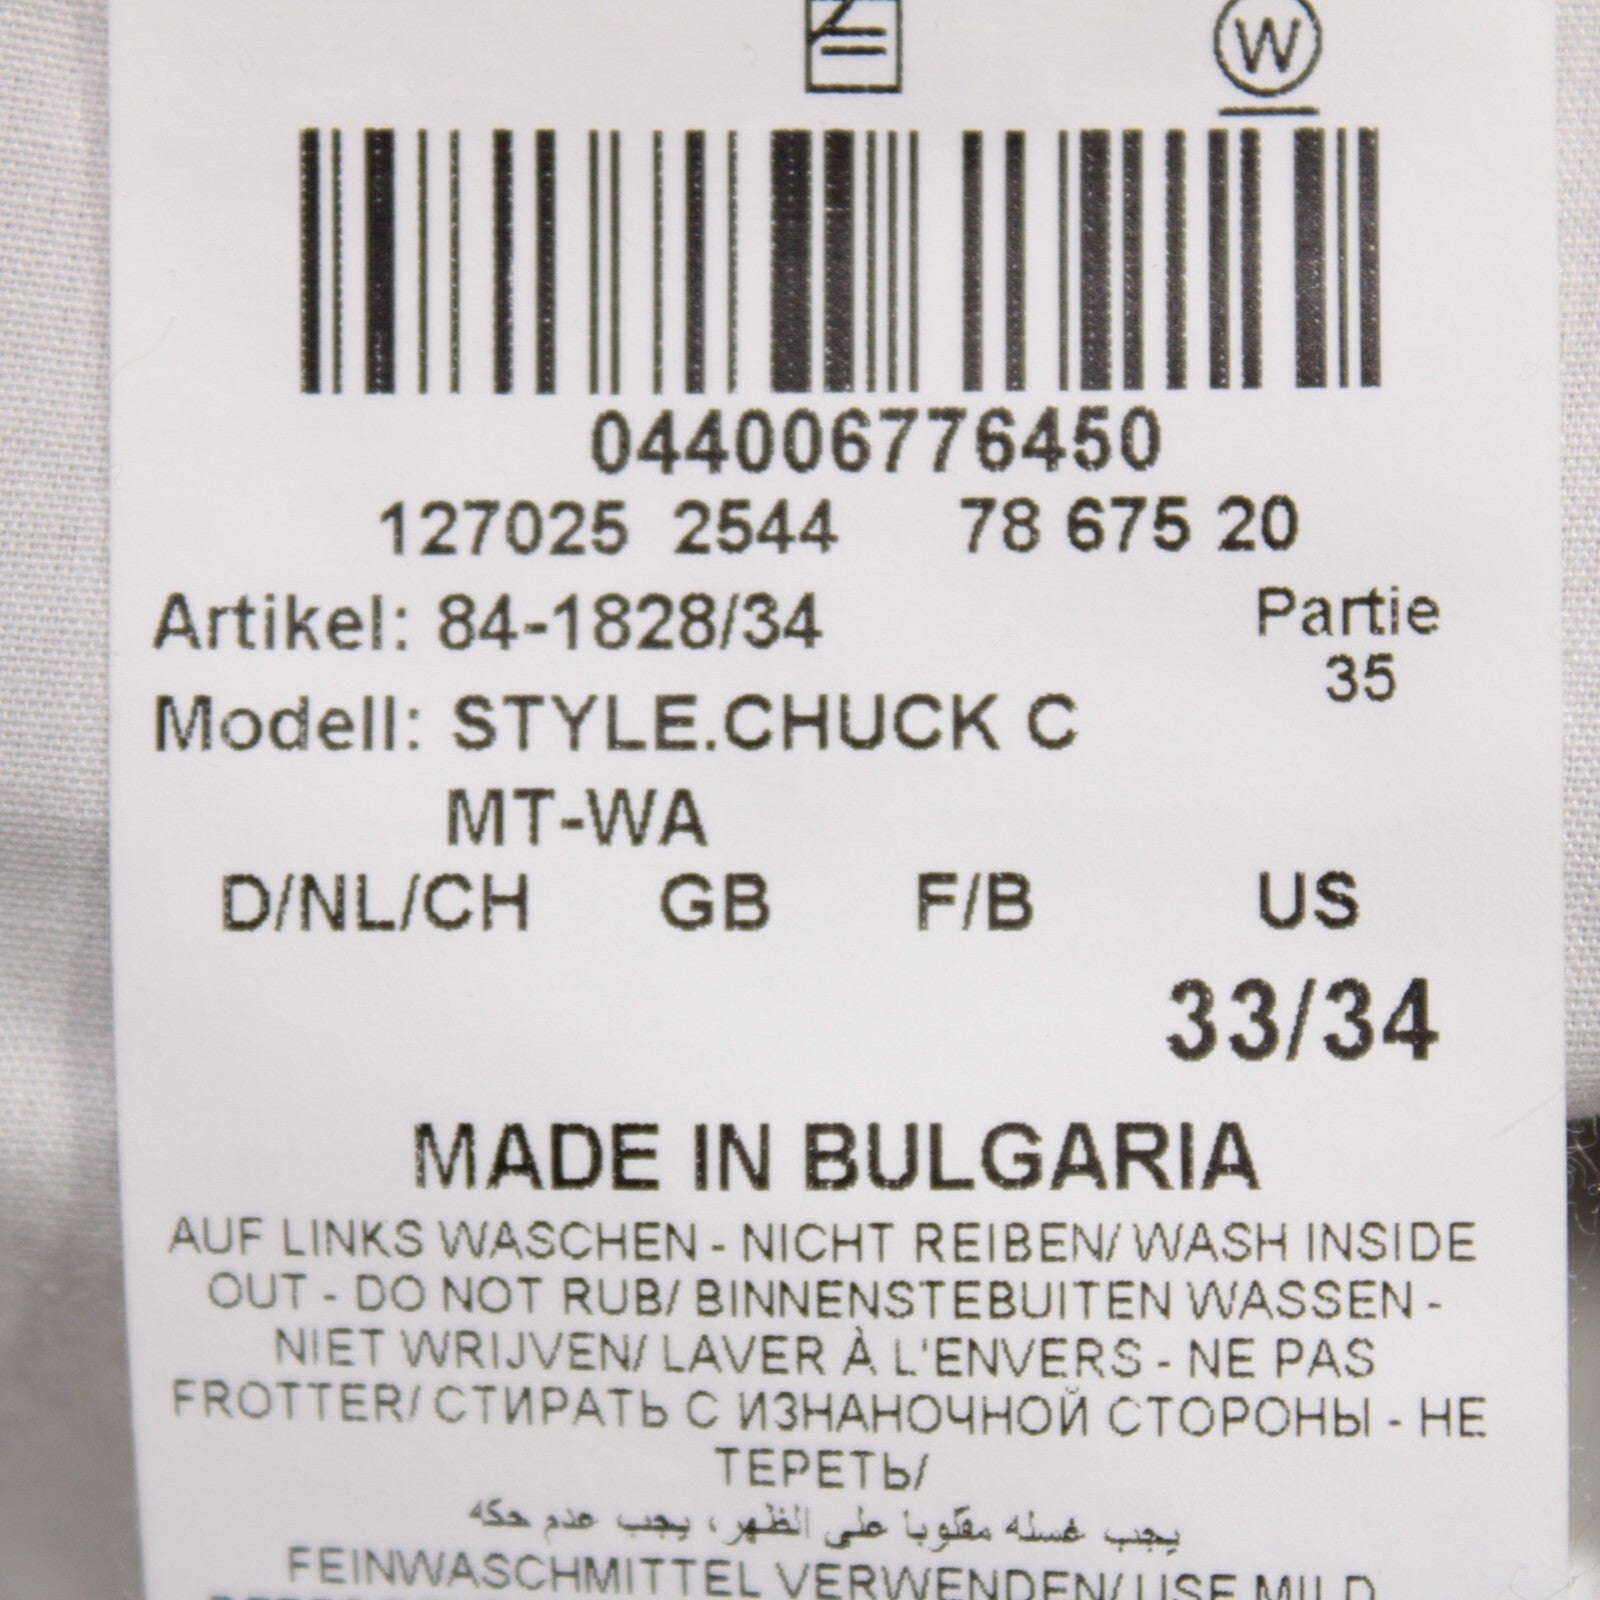 W
044006776450
127025 2544 78 675 20
Artikel: 84-1828/34 Partie
35
Modell: STYLE.CHUCK C
MT-WA
D/NL/CH GB F/B US
33/34
MADE IN BULGARIA
AUF LINKS WASCHEN - NICHT REIBEN/ WASH INSIDE
OUT - DO NOT RUB/ BINNENSTEBUITEN WASSEN -
NIET WRIJVEN/ LAVER À L'ENVERS - NE PAS
FROTTER/ СТИРАТЬ С ИЗНАНОЧНОЙ СТОРОНЫ - НЕ
ТЕРЕТЬ/
يجب غسله مقلوبا على الظهر، يجب عدم حكه
FEINWASCHMITTEL VERWENDEN/ USE MILD